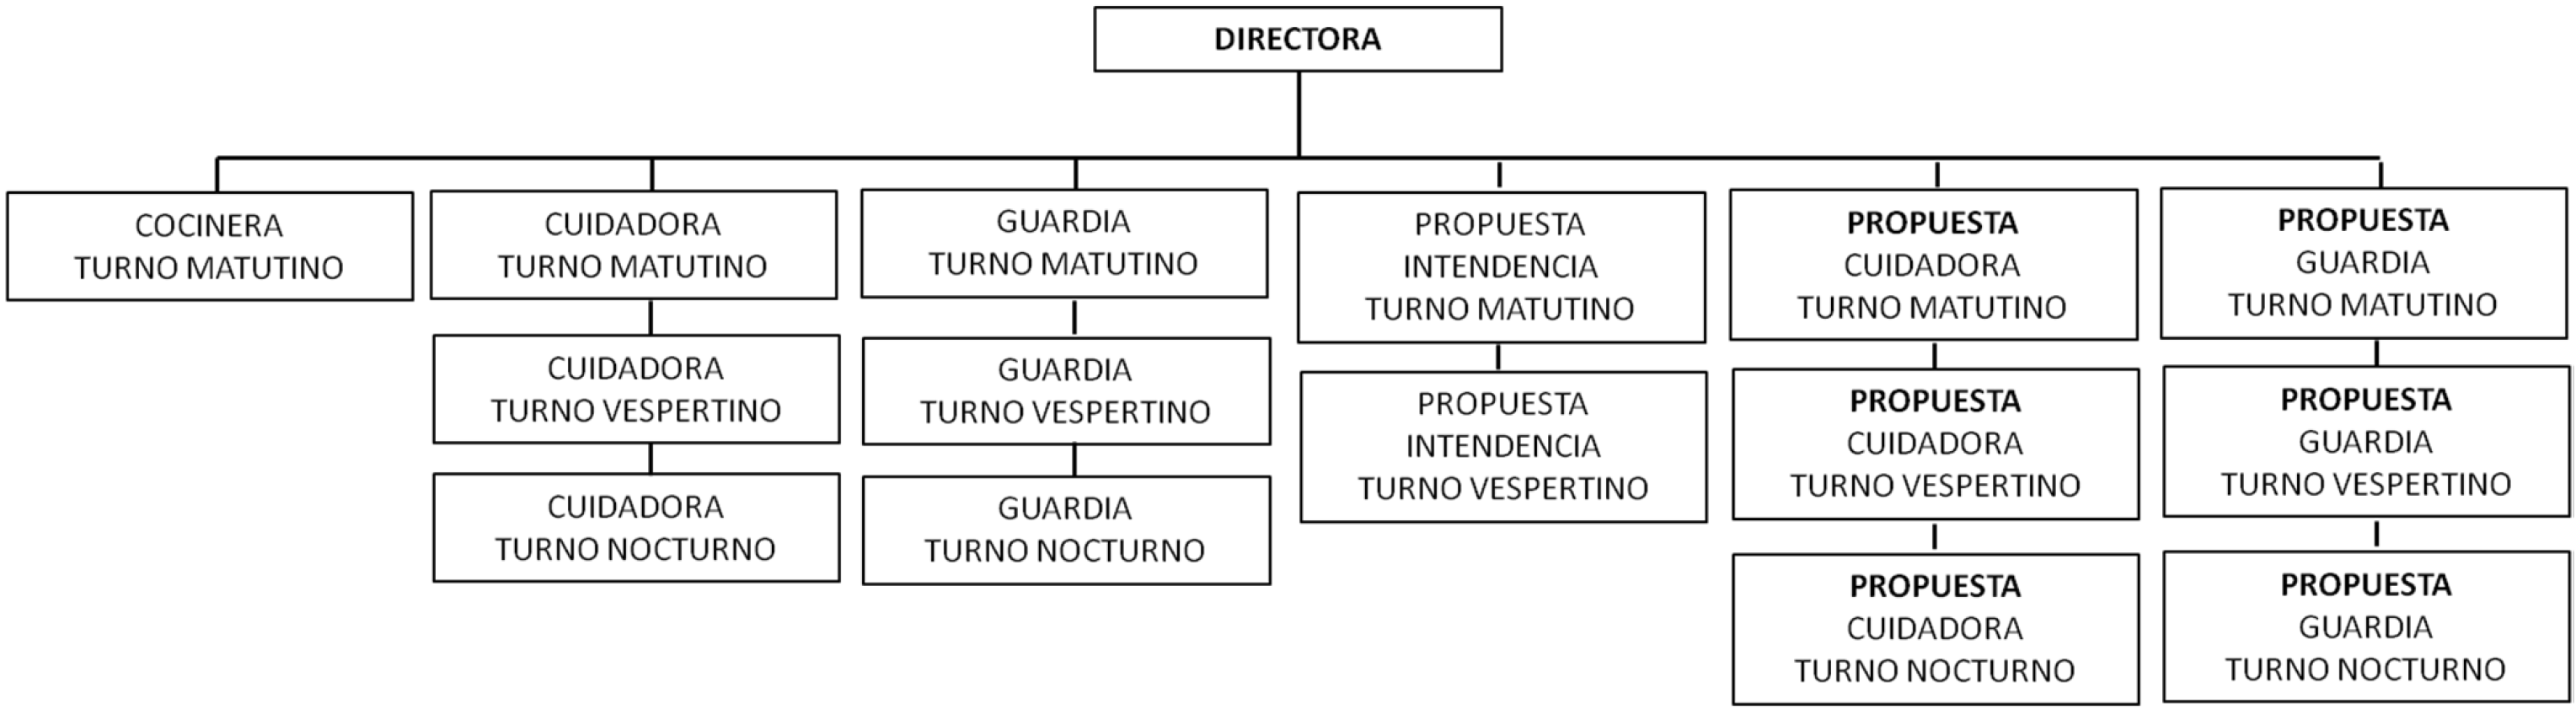 DIRECTORA
COCINERA
TURNO MATUTINO
CUIDADORA
TURNO MATUTINO
GUARDIA
TURNO MATUTINO
PROPUESTA
INTENDENCIA
TURNO MATUTINO
PROPUESTA
CUIDADORA
TURNO MATUTINO
PROPUESTA
GUARDIA
TURNO MATUTINO
CUIDADORA
TURNO VESPERTINO
GUARDIA
TURNO VESPERTINO
PROPUESTA
INTENDENCIA
TURNO VESPERTINO
PROPUESTA
CUIDADORA
TURNO VESPERTINO
PROPUESTA
GUARDIA
TURNO VESPERTINO
CUIDADORA
TURNO NOCTURNO
GUARDIA
TURNO NOCTURNO
PROPUESTA
CUIDADORA
TURNO NOCTURNO
PROPUESTA
GUARDIA
TURNO NOCTURNO